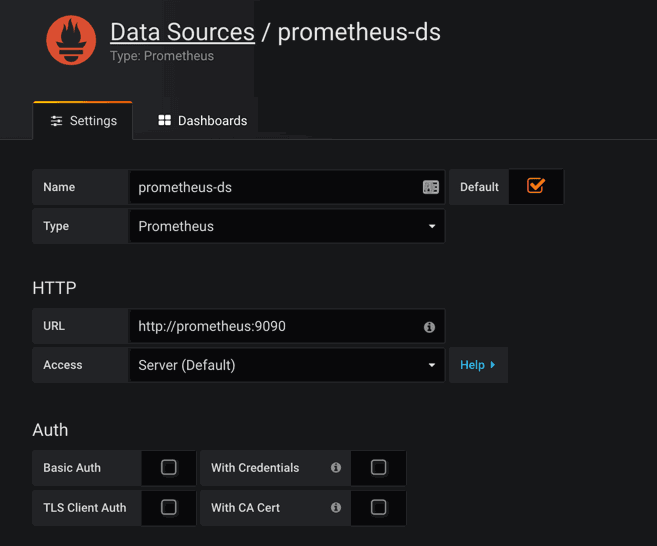 Data Sources / prometheus-ds
Type: Prometheus
Settings Dashboards
Name prometheus-ds Default
Type Prometheus
HTTP
URL http://prometheus:9090
Access Server (Default) Help
Auth
Basic Auth With Credentials
TLS Client Auth With CA Cert